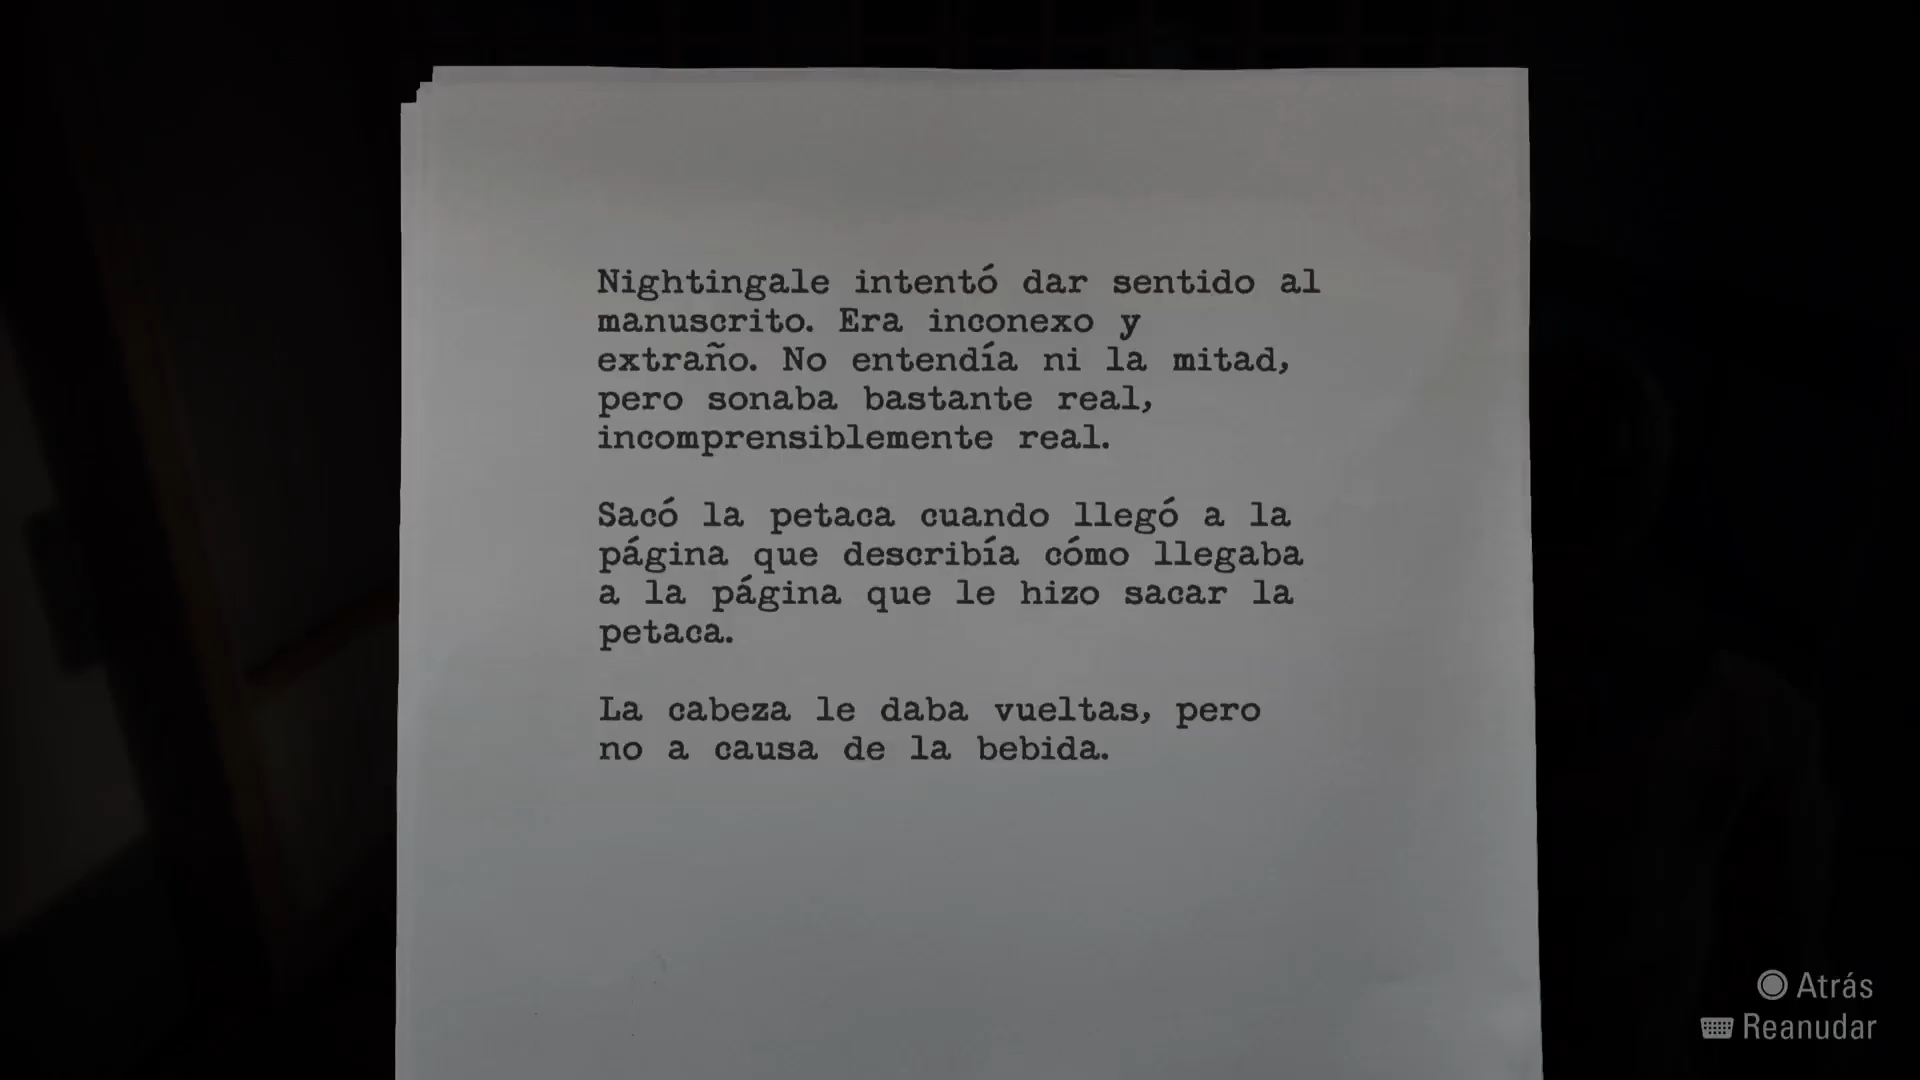 Nightingale intentó dar sentido al
manuscrito. Era inconexo y
extraño. No entendía ni la mitad,
pero sonaba bastante real,
incomprensiblemente real.
Sacó la petaca cuando llegó a la
página que describía cómo llegaba
a la página que le hizo sacar la
petaca.
La cabeza le daba vueltas, pero
no a causa de la bebida.
Atrás
Reanudar